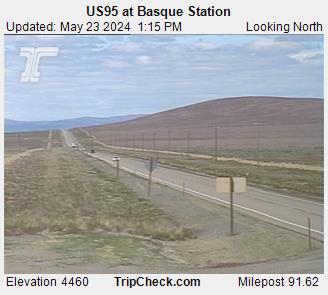 US95 at Basque Station
Updated: May 23 2024 1:15 PM Looking North
Elevation 4460 TripCheck.com Milepost 91.62